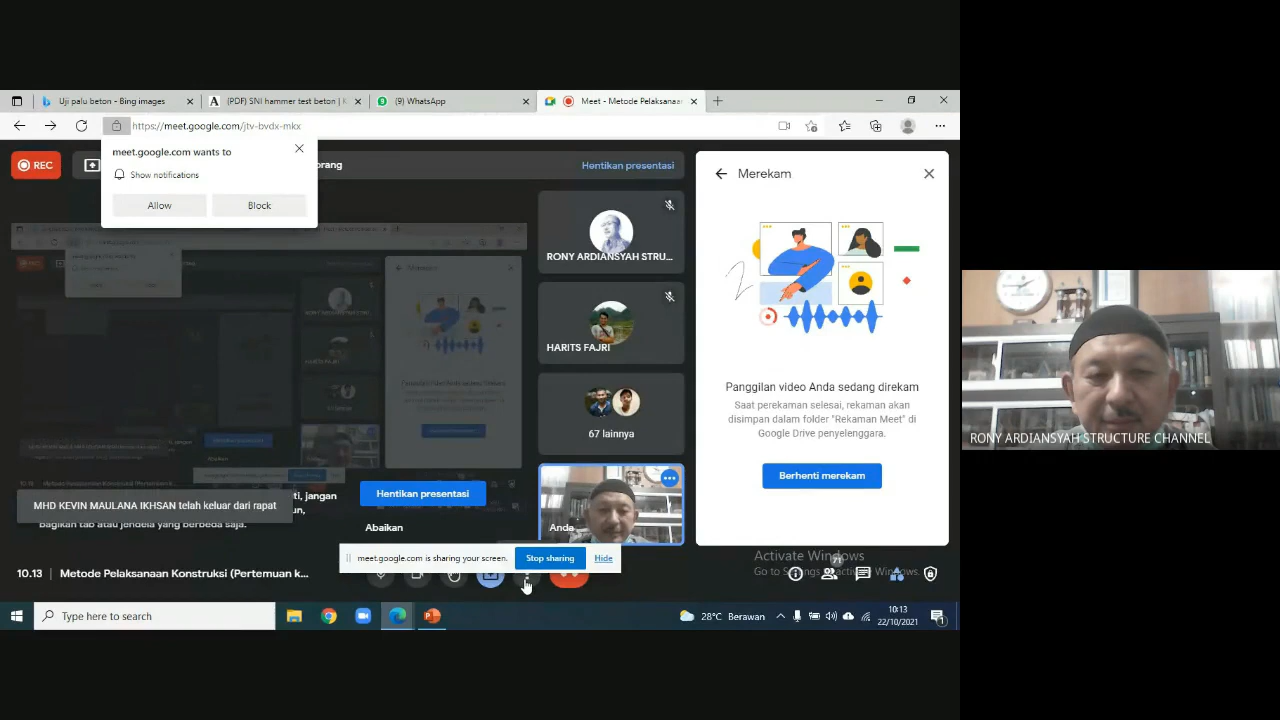 Uji palu beton - Bing images
(PDF) SNI hammer test beton | K
(9) WhatsApp
Meet - Metode Pelaksanaa
https://meet.google.com/jtv-bvdx-mkx
meet.google.com wants to
Show notifications
Allow
Block
REC
orang
Hentikan presentasi
Merekam
RONY ARDIANSYAH STRU...
HARITS FAJRI
67 lainnya
Anda
Panggilan video Anda sedang direkam
Saat perekaman selesai, rekaman akan
disimpan dalam folder "Rekaman Meet" di
Google Drive penyelenggara.
Berhenti merekam
RONY ARDIANSYAH STRUCTURE CHANNEL
MHD KEVIN MAULANA IKHSAN telah keluar dari rapat
jangan
bagikan tab atau jendela yang berbeda saja.
Hentikan presentasi
Abaikan
meet.google.com is sharing your screen.
Stop sharing
Hide
Activate Windows
Go to Settings
10.13
Metode Pelaksanaan Konstruksi (Pertemuan k...
71
Type here to search
28°C Berawan
10:13
22/10/2021
1